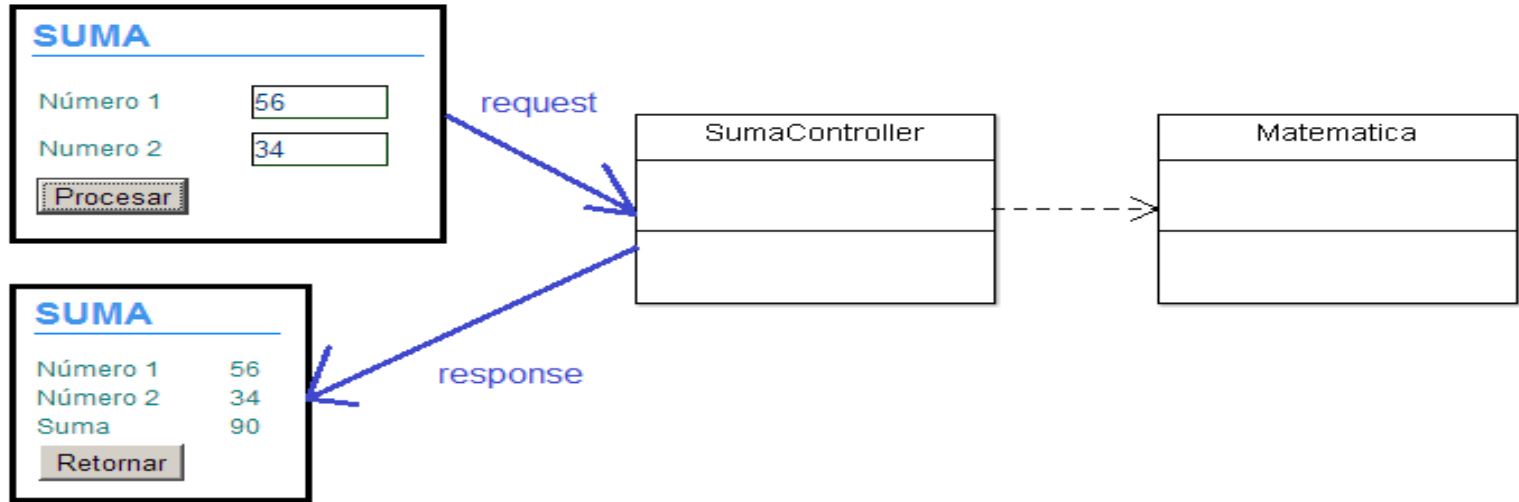 SUMA
Número 1 56
Numero 2 34
Procesar
request
SumaController
Matematica
response
SUMA
Número 1 56
Número 2 34
Suma 90
Retornar